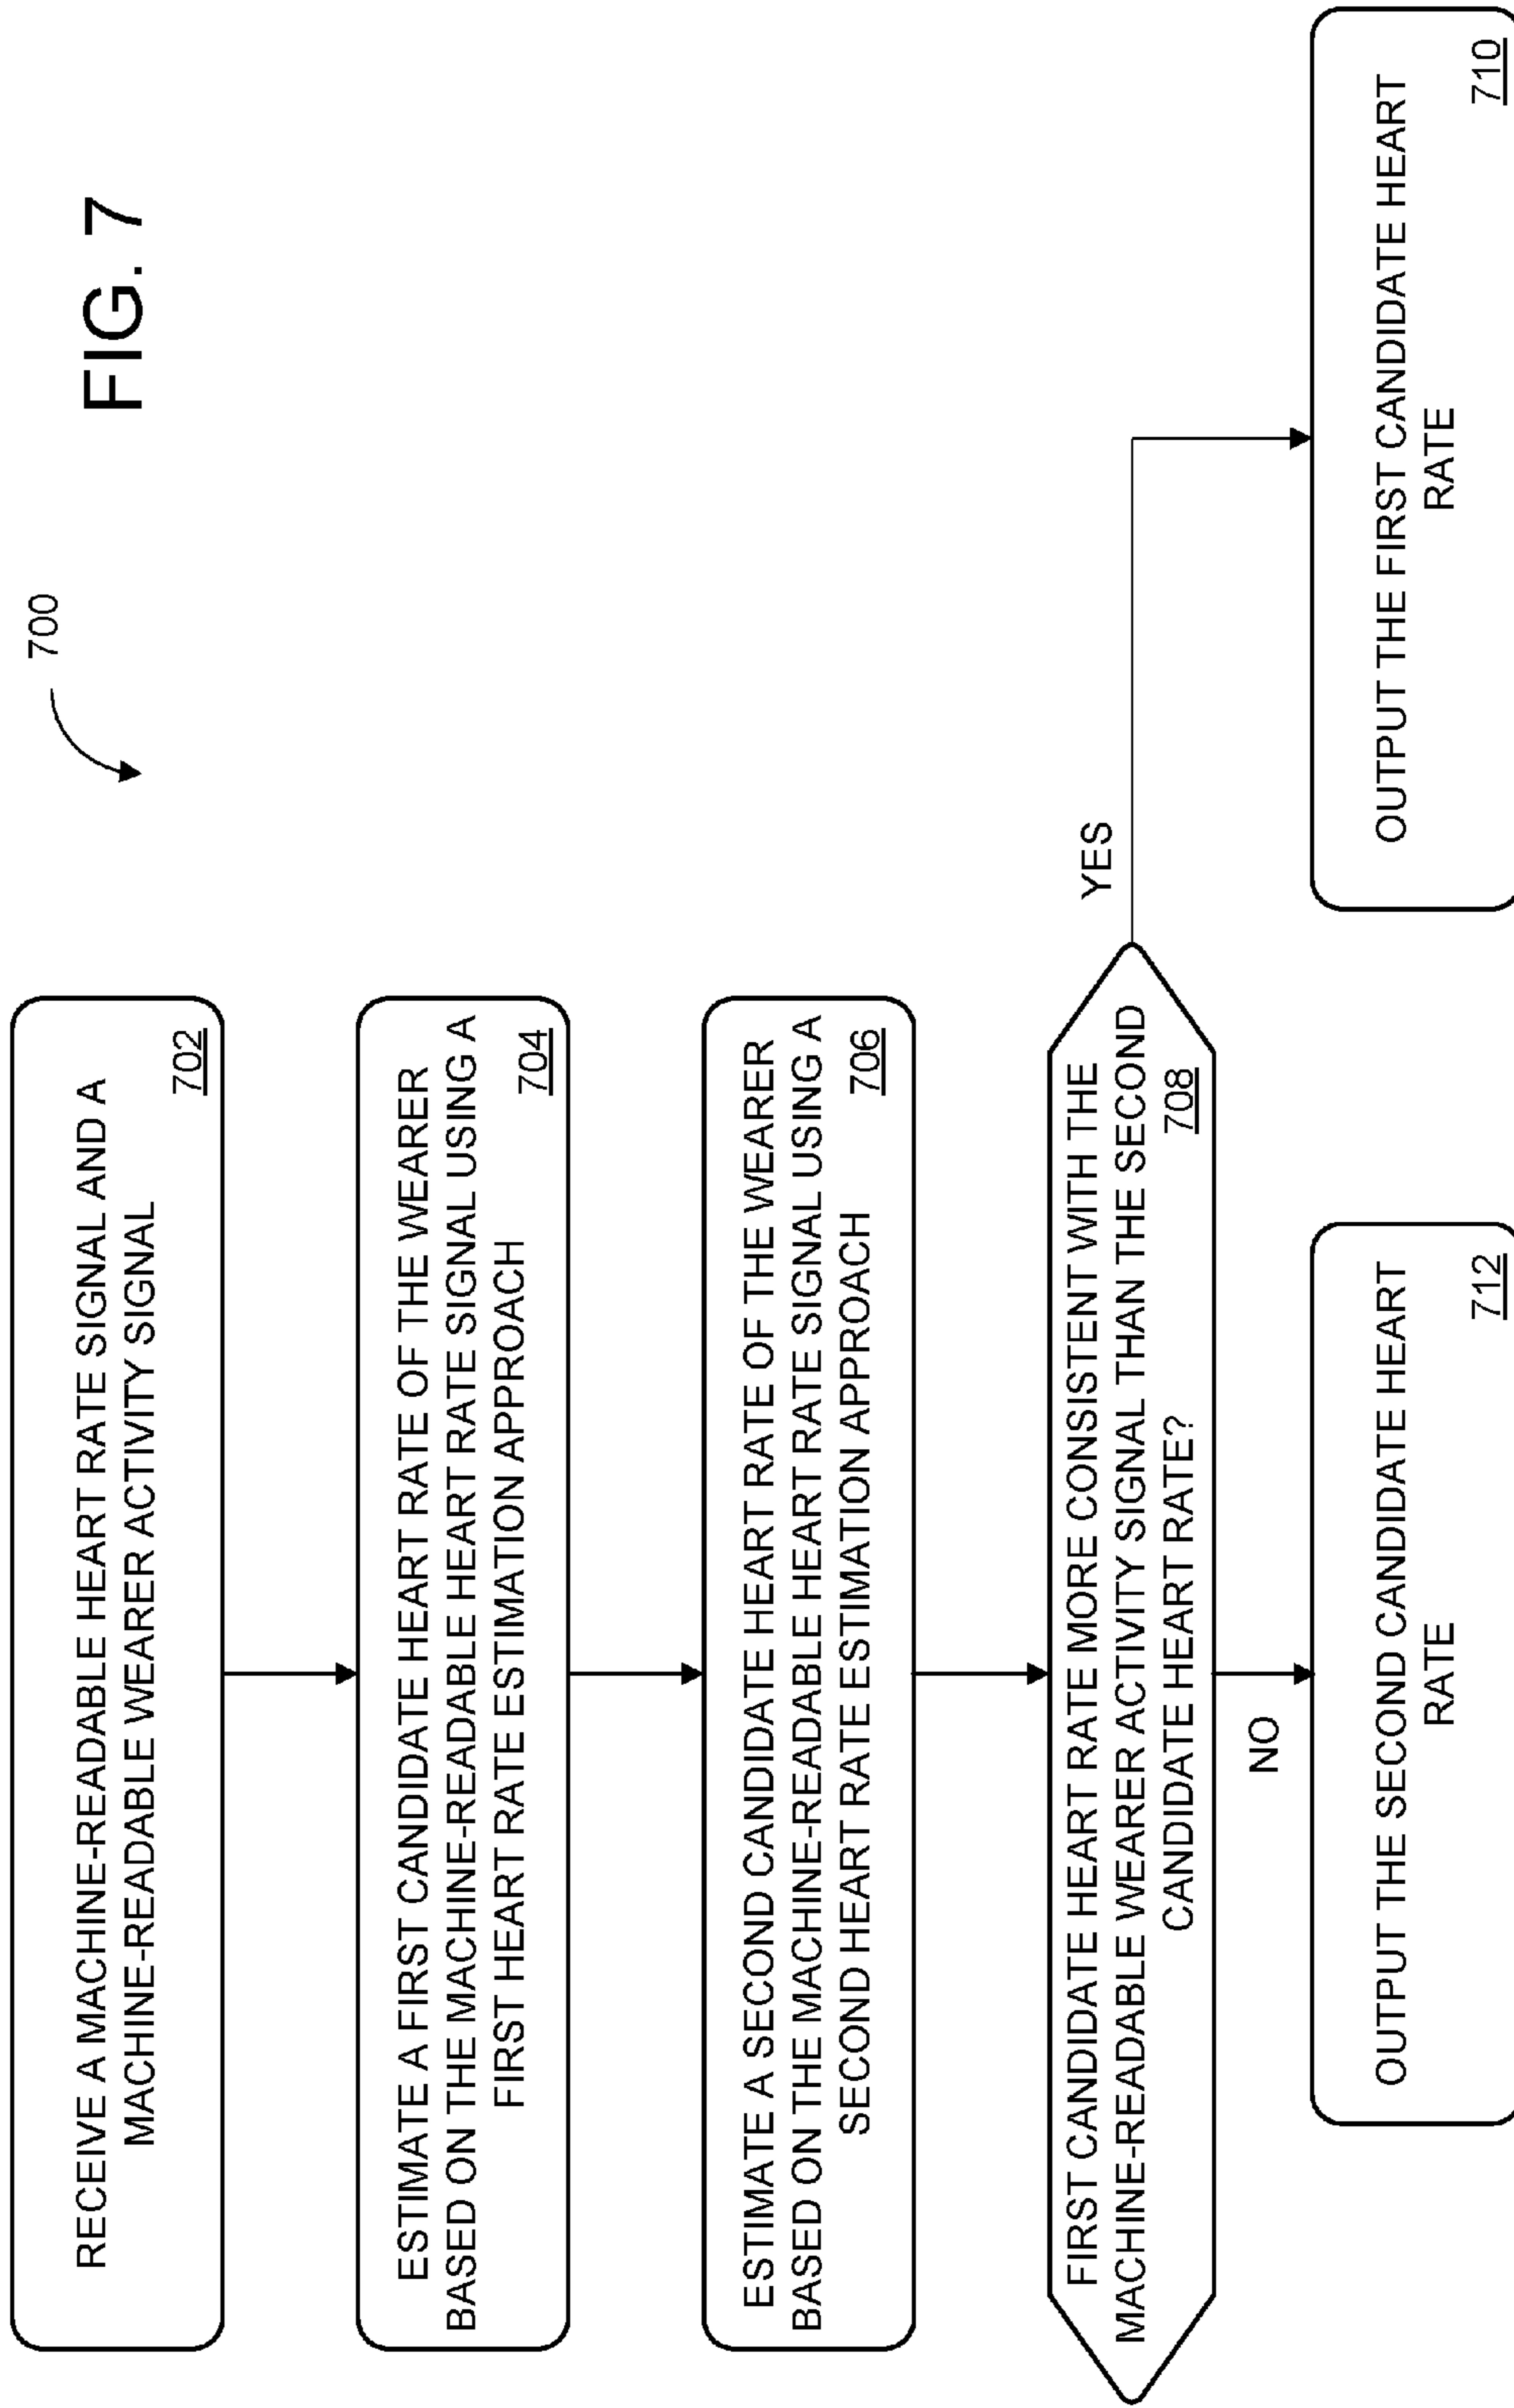 FIG. 7
700
RECEIVE A MACHINE-READABLE HEART RATE SIGNAL AND A
MACHINE-READABLE WEARER ACTIVITY SIGNAL
702
ESTIMATE A FIRST CANDIDATE HEART RATE OF THE WEARER
BASED ON THE MACHINE-READABLE HEART RATE SIGNAL USING A
FIRST HEART RATE ESTIMATION APPROACH
704
ESTIMATE A SECOND CANDIDATE HEART RATE OF THE WEARER
BASED ON THE MACHINE-READABLE HEART RATE SIGNAL USING A
SECOND HEART RATE ESTIMATION APPROACH
706
FIRST CANDIDATE HEART RATE MORE CONSISTENT WITH THE
MACHINE-READABLE WEARER ACTIVITY SIGNAL THAN THE SECOND
CANDIDATE HEART RATE?
708
YES
NO
OUTPUT THE SECOND CANDIDATE HEART
RATE
712
OUTPUT THE FIRST CANDIDATE HEART
RATE
710